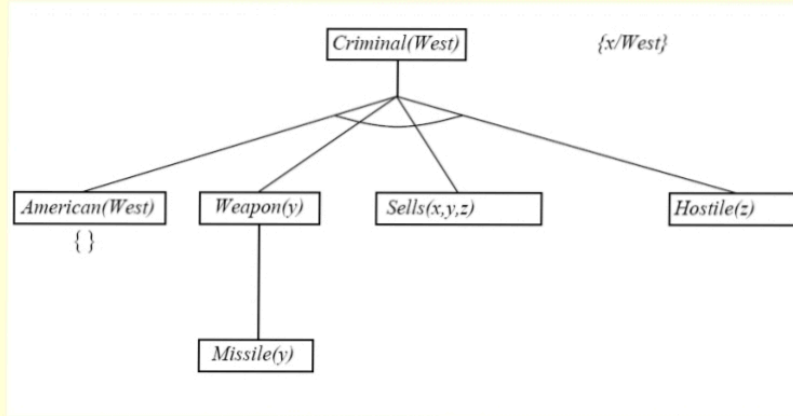 Criminal(West) {x/West}
American(West) Weapon(y) Sells(x,y,z) Hostile(z)
{ }
Missile(y)